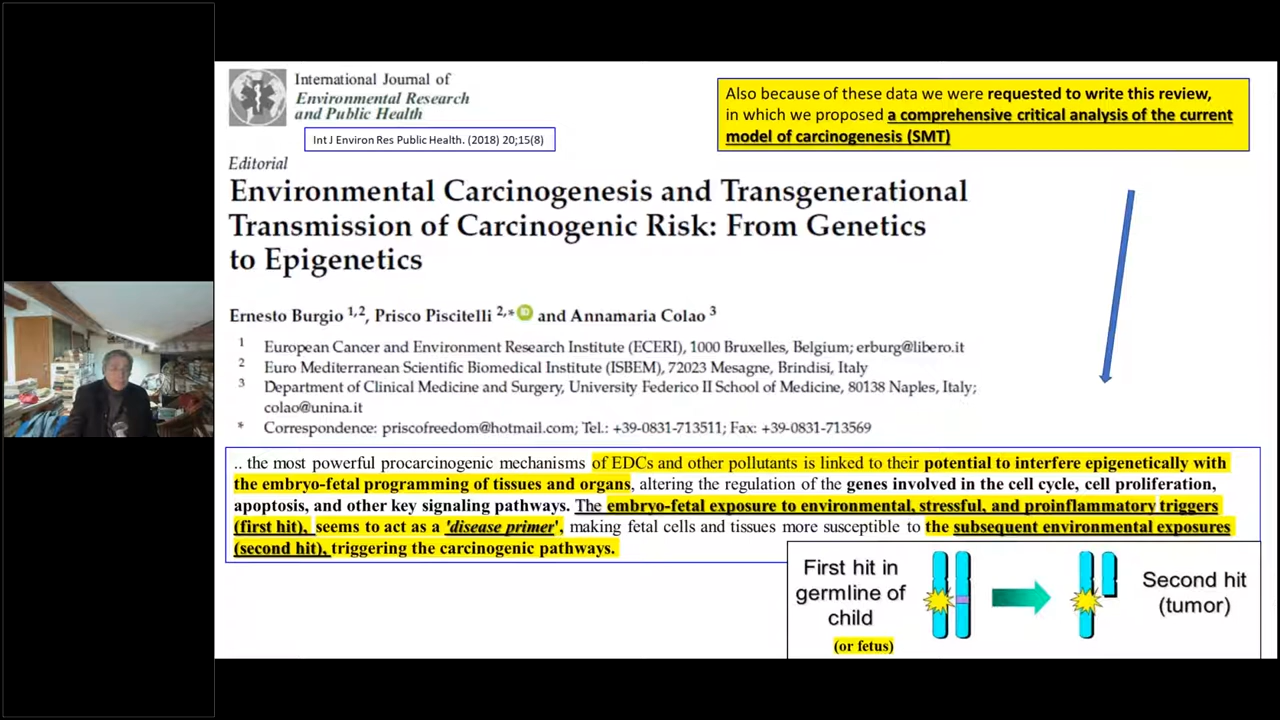 International Journal of
Environmental Research
and Public Health
Int J Environ Res Public Health. (2018) 20;15(8)
Also because of these data we were requested to write this review,
in which we proposed a comprehensive critical analysis of the current
model of carcinogenesis (SMT)
Editorial
Environmental Carcinogenesis and Transgenerational
Transmission of Carcinogenic Risk: From Genetics
to Epigenetics
Ernesto Burgio 1,2, Prisco Piscitelli 2,* iD and Annamaria Colao 3
1 European Cancer and Environment Research Institute (ECERI), 1000 Bruxelles, Belgium; erburg@libero.it
2 Euro Mediterranean Scientific Biomedical Institute (ISBEM), 72023 Mesagne, Brindisi, Italy
3 Department of Clinical Medicine and Surgery, University Federico II School of Medicine, 80138 Naples, Italy;
colao@unina.it
* Correspondence: priscofreedom@hotmail.com; Tel.: +39-0831-713511; Fax: +39-0831-713569
.. the most powerful procarcinogenic mechanisms of EDCs and other pollutants is linked to their potential to interfere epigenetically with
the embryo-fetal programming of tissues and organs, altering the regulation of the genes involved in the cell cycle, cell proliferation,
apoptosis, and other key signaling pathways. The embryo-fetal exposure to environmental, stressful, and proinflammatory triggers
(first hit), seems to act as a 'disease primer', making fetal cells and tissues more susceptible to the subsequent environmental exposures
(second hit), triggering the carcinogenic pathways.
First hit in
germline of
child
(or fetus)
Second hit
(tumor)